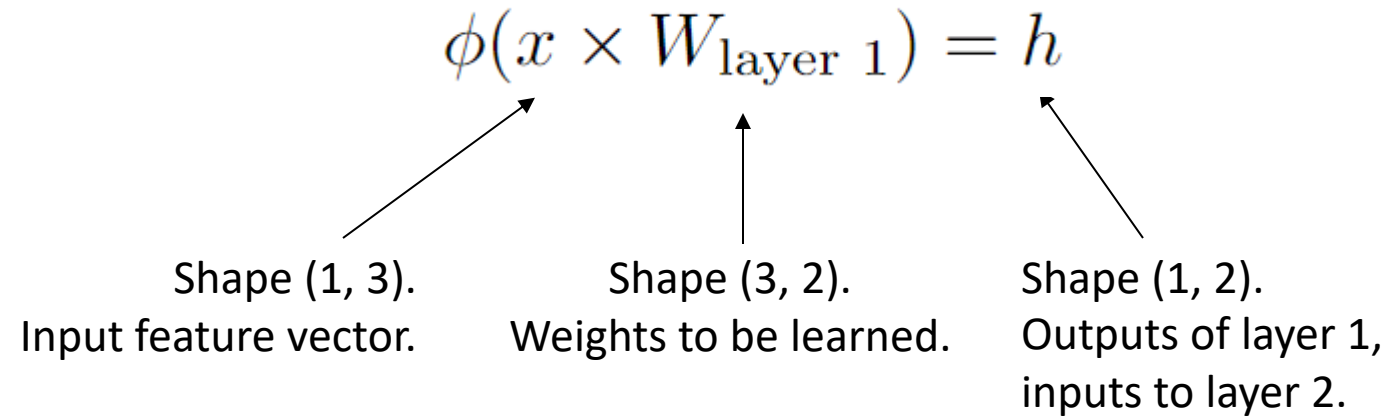 ϕ(x × W_layer 1) = h
Shape (1, 3).
Input feature vector.
Shape (3, 2).
Weights to be learned.
Shape (1, 2).
Outputs of layer 1,
inputs to layer 2.